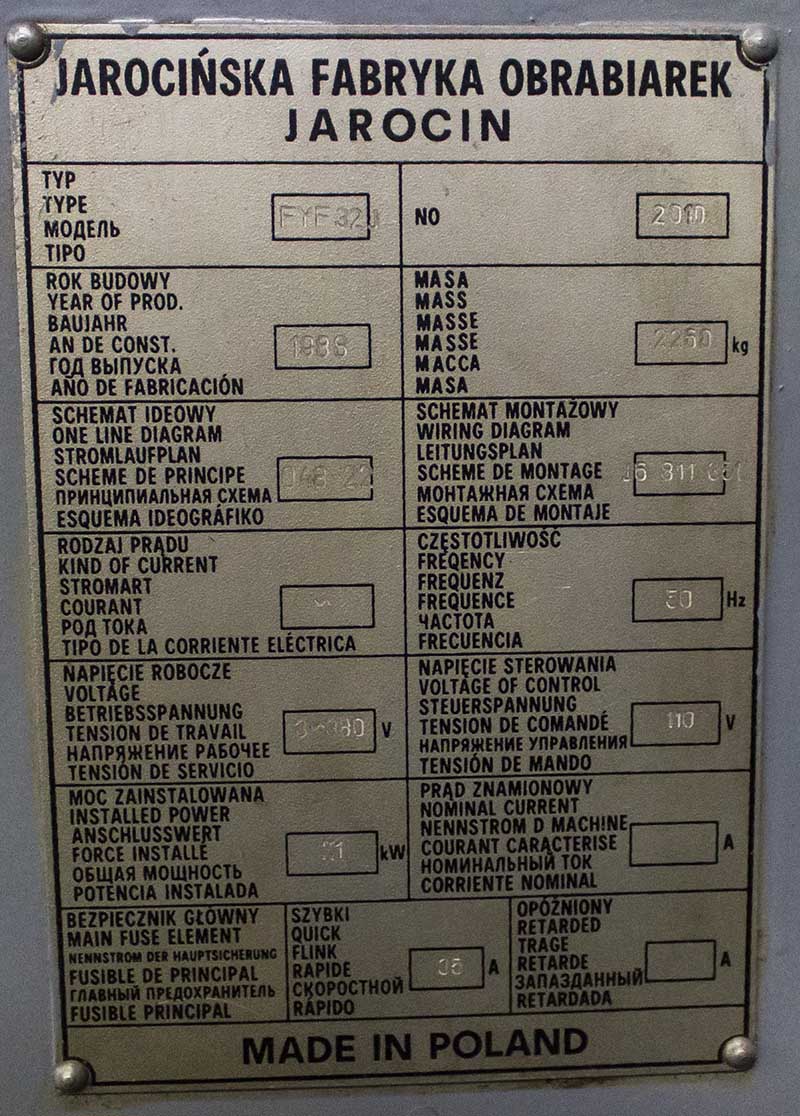 JAROCIŃSKA FABRYKA OBRABIAREK
JAROCIN
TYP
TYPE
МОДЕЛЬ
TIPO
NO
2010
ROK BUDOWY
YEAR OF PROD.
BAUJAHR
AN DE CONST.
ГОД ВЫПУСКА
AÑO DE FABRICACIÓN
1988
MASA
MASS
MASSE
MASSE
МАССА
MASA
2260 kg
SCHEMAT IDEOWY
ONE LINE DIAGRAM
STROMLAUFPLAN
SCHEME DE PRINCIPE
ПРИНЦИПИАЛЬНАЯ СХЕМА
ESQUEMA IDEOGRÁFIKO
SCHEMAT MONTAŻOWY
WIRING DIAGRAM
LEITUNGSPLAN
SCHEME DE MONTAGE
МОНТАЖНАЯ СХЕМА
ESQUEMA DE MONTAJE
RODZAJ PRĄDU
KIND OF CURRENT
STROMART
COURANT
РОД ТОКА
TIPO DE LA CORRIENTE ELÉCTRICA
~
CZĘSTOTLIWOŚĆ
FREQENCY
FREQUENZ
FREQUENCE
ЧАСТОТА
FRECUENCIA
50 Hz
NAPIĘCIE ROBOCZE
VOLTAGE
BETRIEBSSPANNUNG
TENSION DE TRAVAIL
НАПРЯЖЕНИЕ РАБОЧЕЕ
TENSIÓN DE SERVICIO
3~380 V
NAPIĘCIE STEROWANIA
VOLTAGE OF CONTROL
STEUERSPANNUNG
TENSION DE COMANDÉ
НАПРЯЖЕНИЕ УПРАВЛЕНИЯ
TENSIÓN DE MANDO
110 V
MOC ZAINSTALOWANA
INSTALLED POWER
ANSCHLUSSWERT
FORCE INSTALLÉ
ОБЩАЯ МОЩНОСТЬ
POTENCIA INSTALADA
kW
PRĄD ZNAMIONOWY
NOMINAL CURRENT
NENNSTROM D MACHINE
COURANT CARACTERISE
НОМИНАЛЬНЫЙ ТОК
CORRIENTE NOMINAL
A
BEZPIECZNIK GŁÓWNY
MAIN FUSE ELEMENT
NENNSTROM DER HAUPTSICHERUNG
FUSIBLE DE PRINCIPAL
ГЛАВНЫЙ ПРЕДОХРАНИТЕЛЬ
FUSIBLE PRINCIPAL
SZYBKI
QUICK
FLINK
RAPIDE
СКОРОСТНОЙ
RÁPIDO
A
OPÓŹNIONY
RETARDED
TRAGE
RETARDE
ЗАПАЗДАННЫЙ
RETARDADA
A
MADE IN POLAND